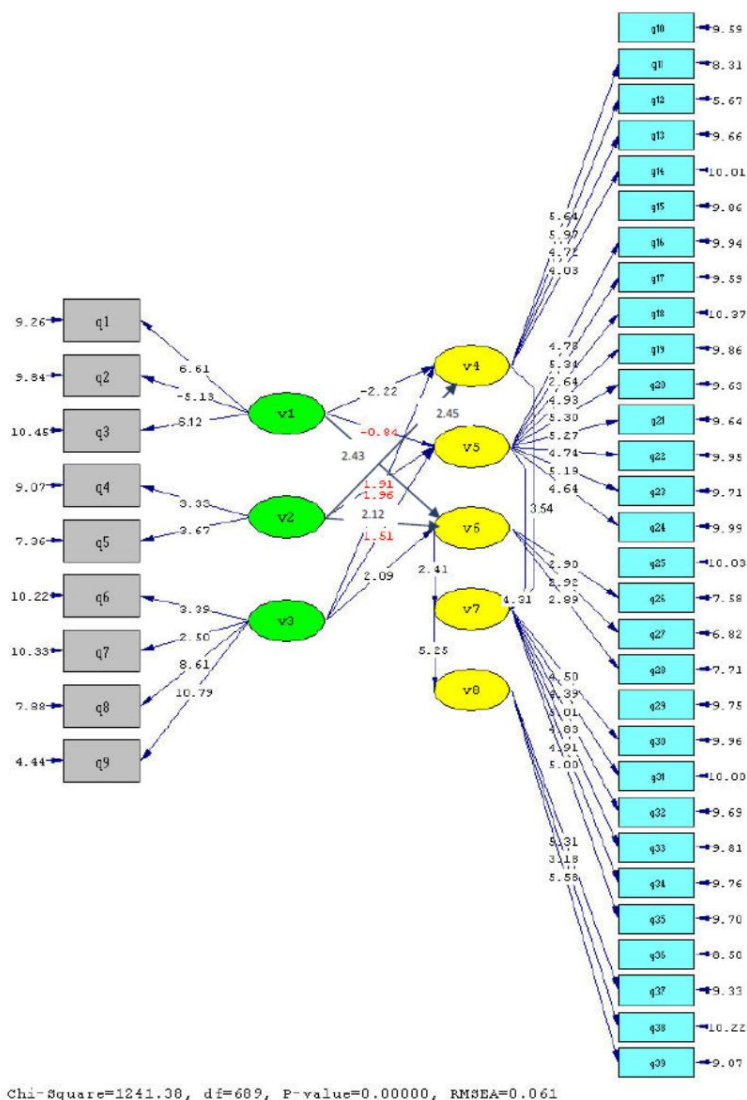 q10 9.59
q11 8.31
q12 5.67
q13 9.66
q14 10.01
q15 9.86
q16 9.94
q17 9.59
q18 10.37
q19 9.86
q20 9.63
q21 9.64
q22 9.95
q23 9.71
q24 9.99
q25 10.03
q26 7.58
q27 6.82
q28 7.71
q29 9.75
q30 9.96
q31 10.00
q32 9.69
q33 9.81
q34 9.76
q35 9.70
q36 8.50
q37 9.33
q38 10.22
q39 9.07
9.26 q1
9.84 q2
10.45 q3
9.07 q4
7.36 q5
10.22 q6
10.33 q7
7.88 q8
4.44 q9
6.61
-5.13
6.12
3.33
3.67
3.39
2.50
8.61
10.79
v1
v2
v3
-2.22
-0.84
2.45
2.43
1.91
1.96
2.12
1.51
2.09
v4
v5
v6
v7
v8
2.41
5.25
3.54
4.31
5.64
5.97
4.72
4.03
4.78
5.34
2.64
4.93
5.30
5.27
4.74
5.19
4.64
2.90
2.92
2.89
4.50
4.39
4.83
4.91
5.00
5.31
3.18
5.58
Chi-Square=1241.38, df=689, P-value=0.00000, RMSEA=0.061